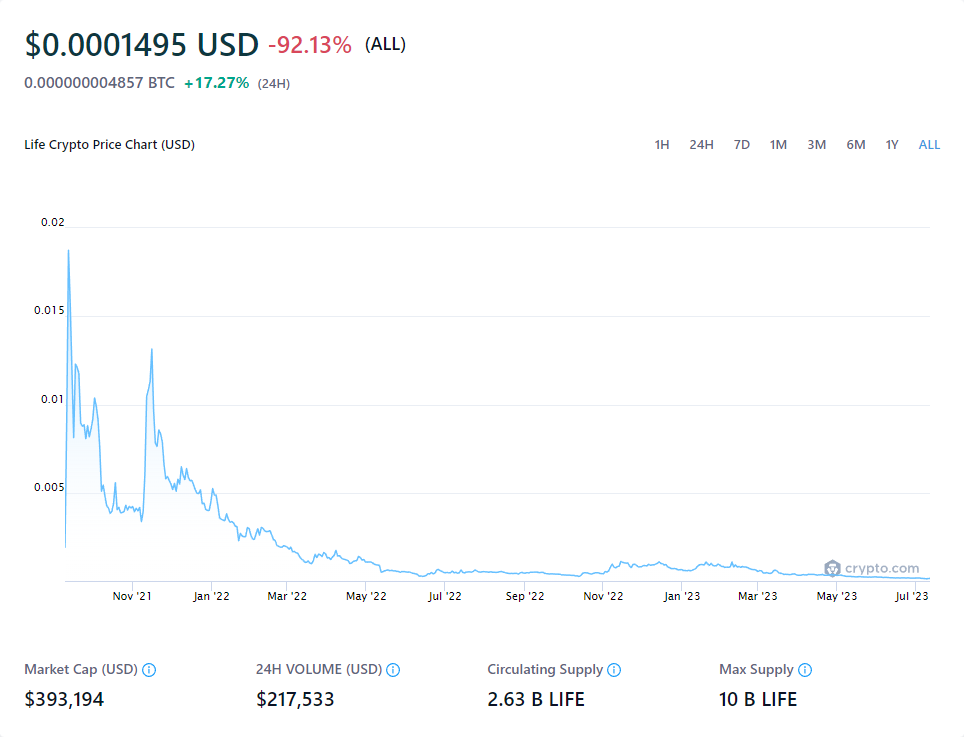 $0.0001495 USD -92.13% (ALL)
0.000000004857 BTC +17.27% (24H)
Life Crypto Price Chart (USD) 1H 24H 7D 1M 3M 6M 1Y ALL
0.02
0.015
0.01
0.005
crypto.com
Nov '21 Jan '22 Mar '22 May '22 Jul '22 Sep '22 Nov '22 Jan '23 Mar '23 May '23 Jul '23
Market Cap (USD) 24H VOLUME (USD) Circulating Supply Max Supply
$393,194 $217,533 2.63 B LIFE 10 B LIFE